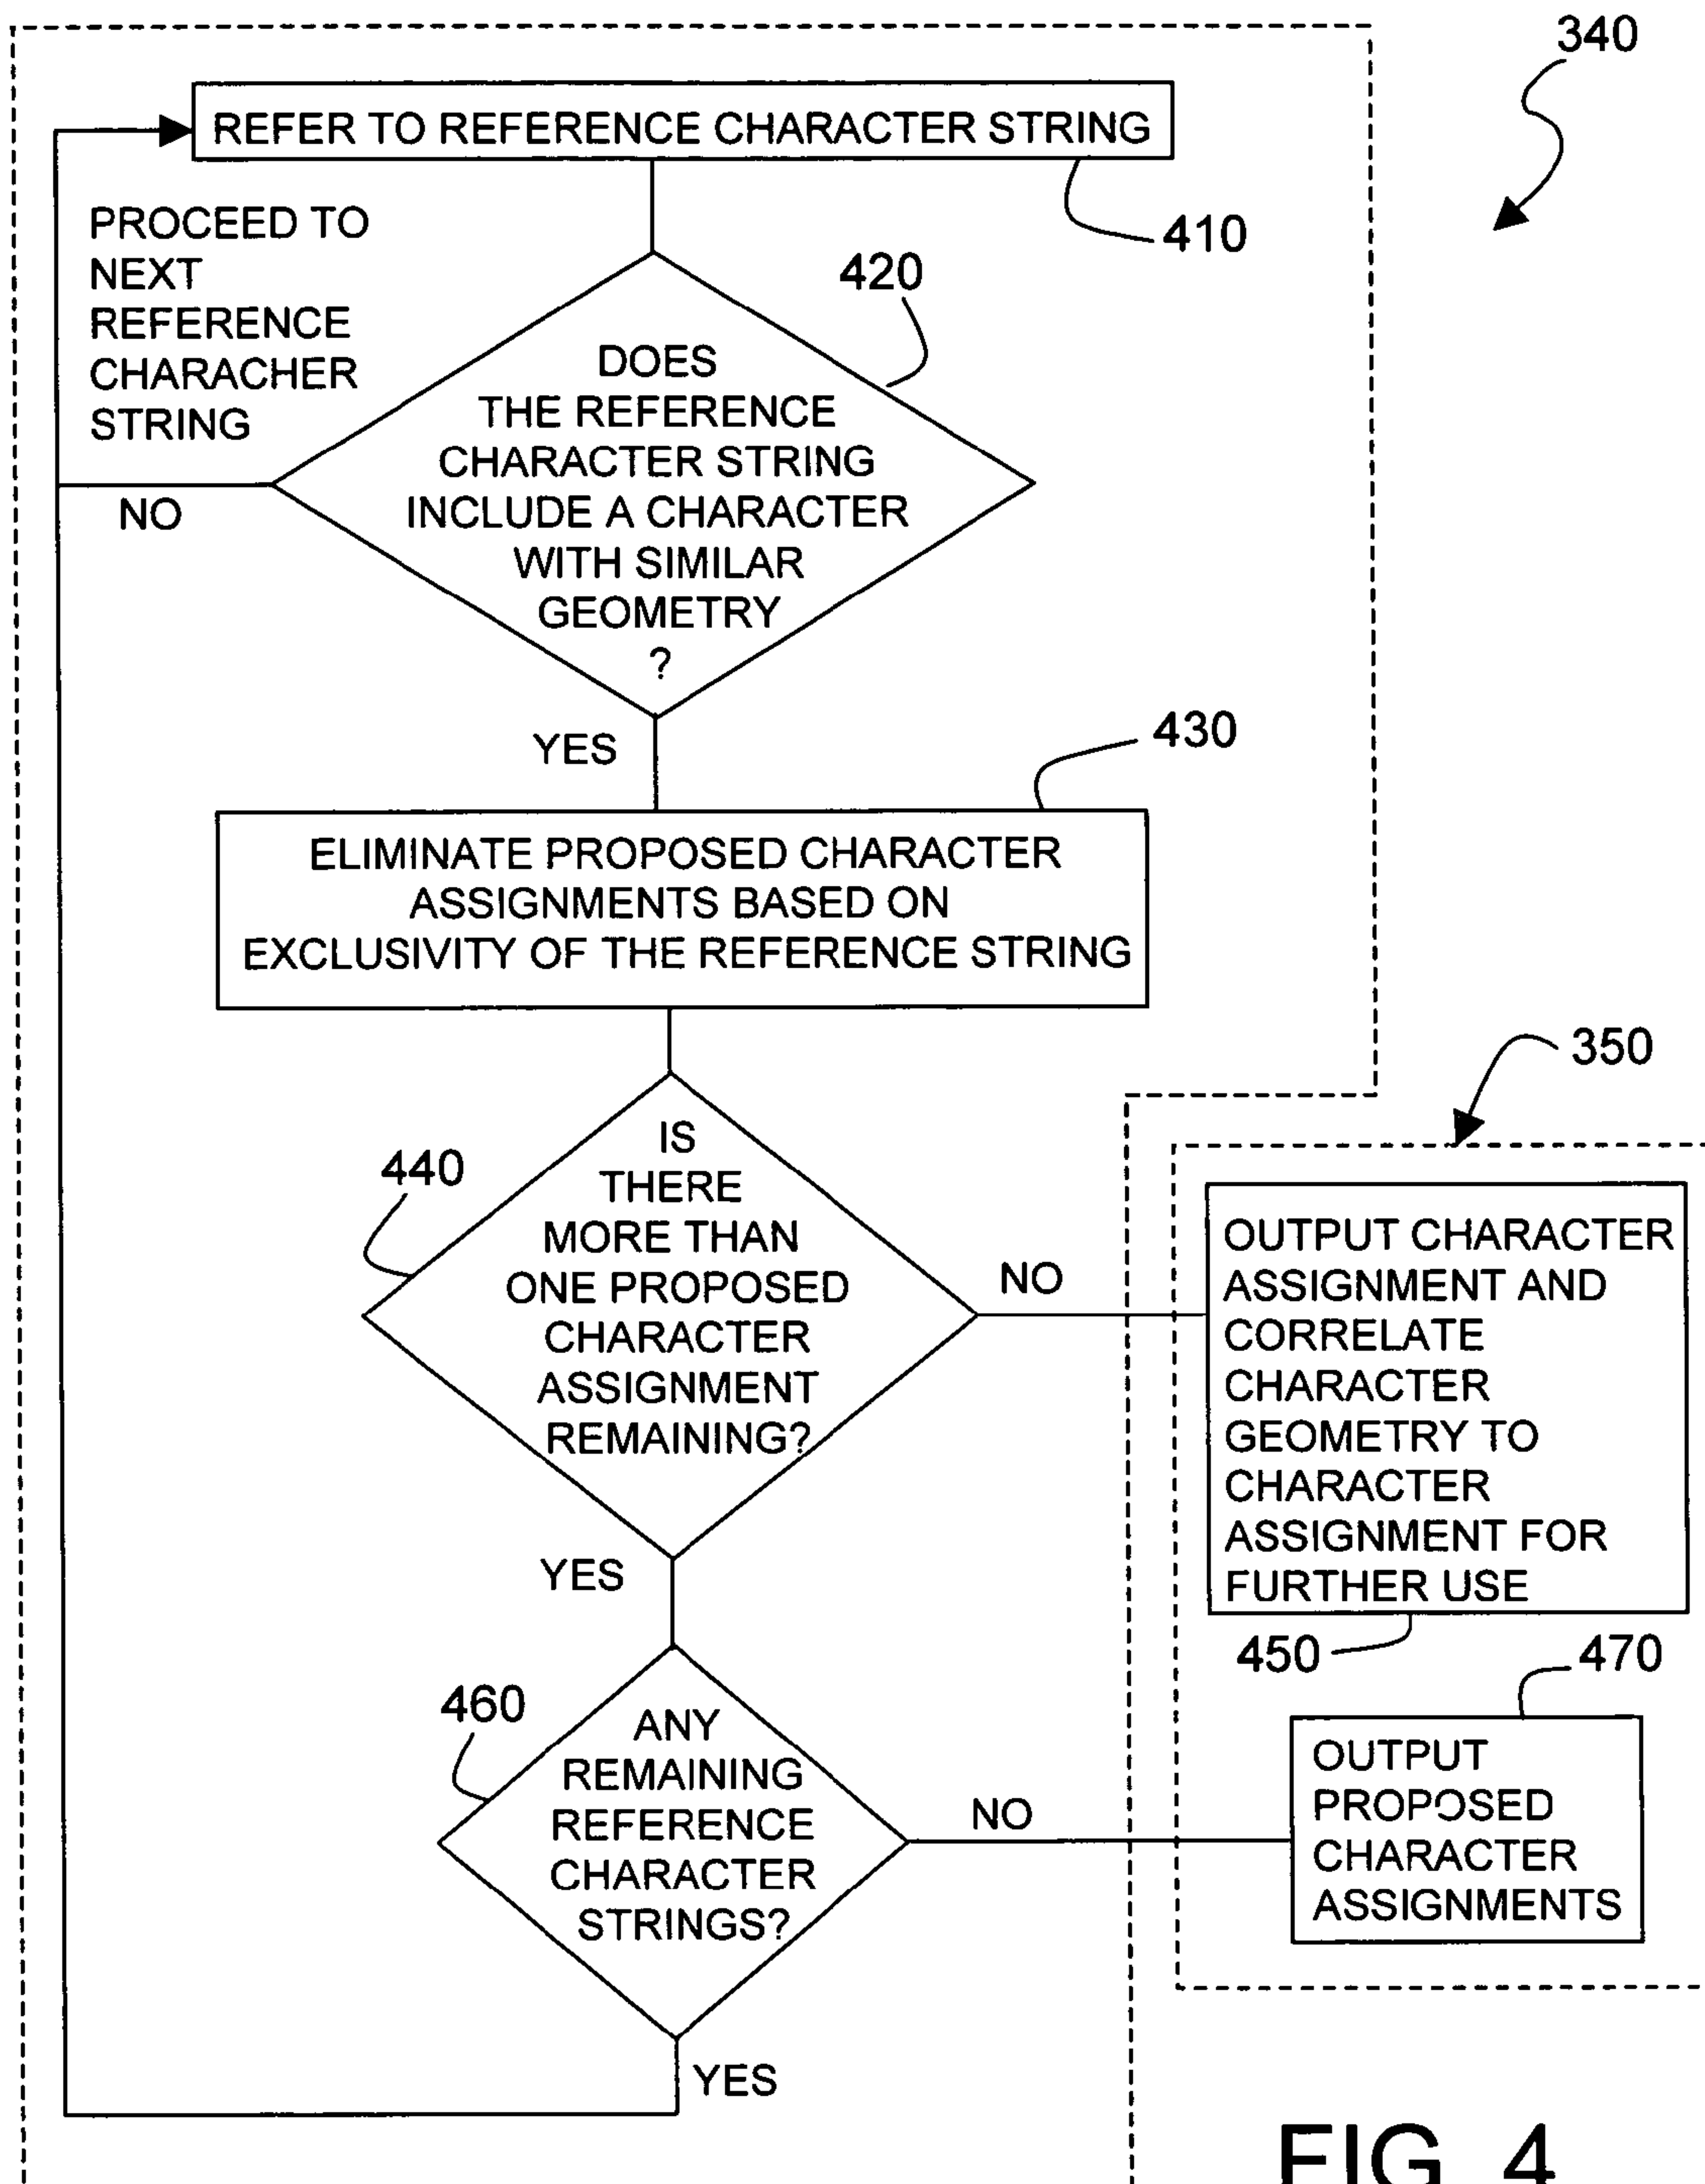 340
REFER TO REFERENCE CHARACTER STRING
410
PROCEED TO
NEXT
REFERENCE
CHARACHER
STRING
420
DOES
THE REFERENCE
CHARACTER STRING
INCLUDE A CHARACTER
WITH SIMILAR
GEOMETRY
?
NO
YES
430
ELIMINATE PROPOSED CHARACTER
ASSIGNMENTS BASED ON
EXCLUSIVITY OF THE REFERENCE STRING
350
440
IS
THERE
MORE THAN
ONE PROPOSED
CHARACTER
ASSIGNMENT
REMAINING?
NO
OUTPUT CHARACTER
ASSIGNMENT AND
CORRELATE
CHARACTER
GEOMETRY TO
CHARACTER
ASSIGNMENT FOR
FURTHER USE
450
YES
460
ANY
REMAINING
REFERENCE
CHARACTER
STRINGS?
NO
470
OUTPUT
PROPOSED
CHARACTER
ASSIGNMENTS
YES
FIG. 4